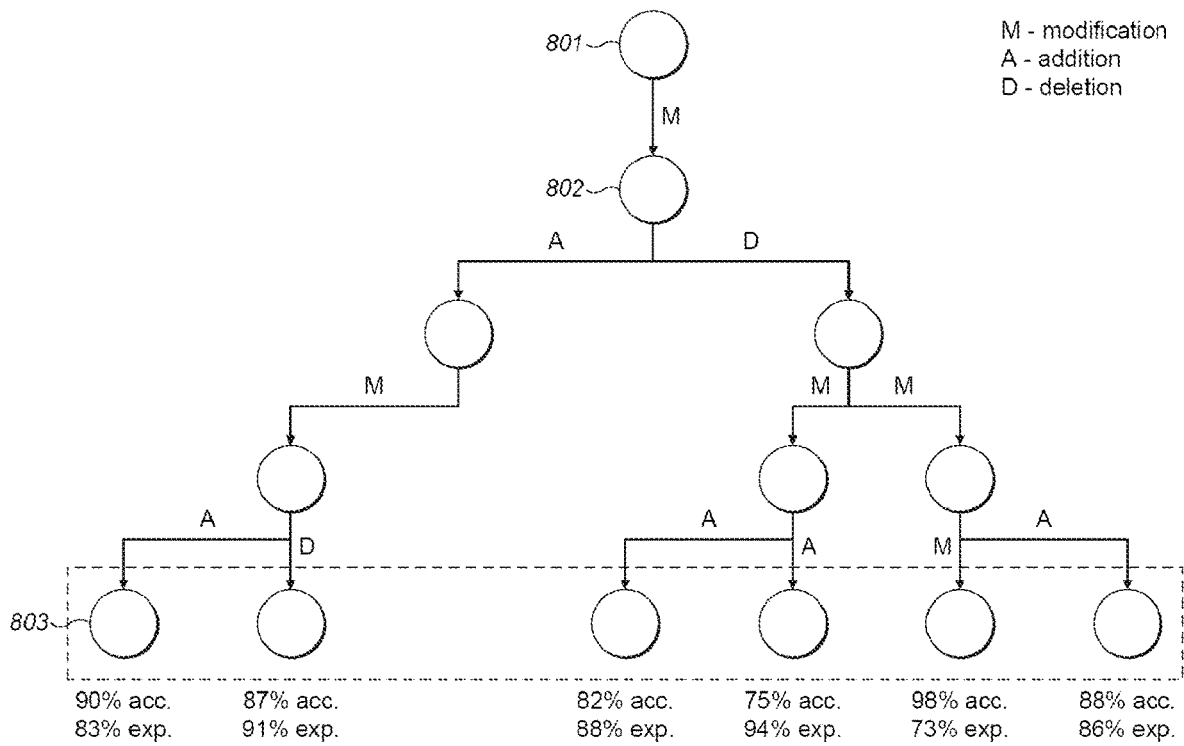 801
M - modification
A - addition
D - deletion
M
802
A D
M
M M
A
D
A
A
M
A
803
90% acc.
83% exp.
87% acc.
91% exp.
82% acc.
88% exp.
75% acc.
94% exp.
98% acc.
73% exp.
88% acc.
86% exp.